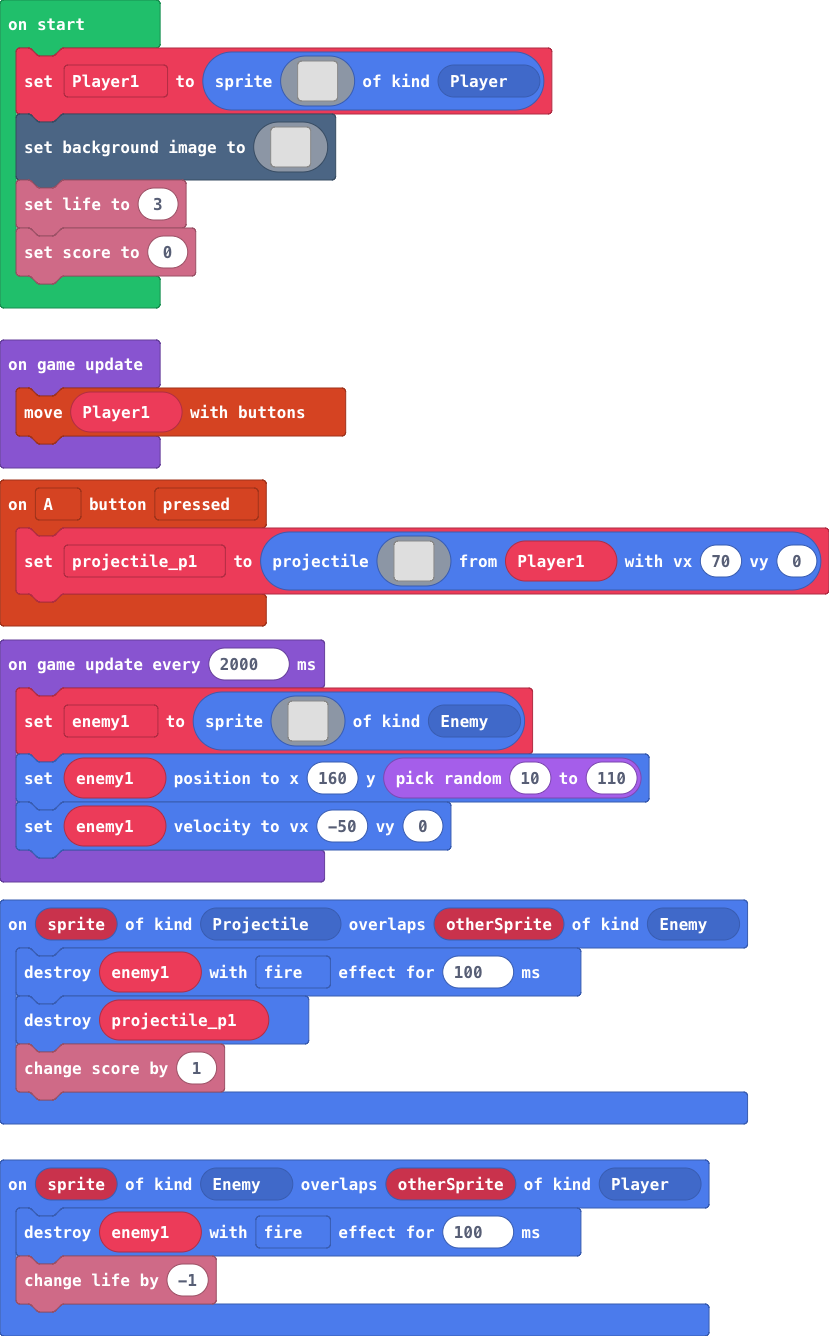 on start
set Player1 to sprite of kind Player
set background image to
set life to 3
set score to 0
on game update
move Player1 with buttons
on A button pressed
set projectile_p1 to projectile from Player1 with vx 70 vy 0
on game update every 2000 ms
set enemy1 to sprite of kind Enemy
set enemy1 position to x 160 y pick random 10 to 110
set enemy1 velocity to vx -50 vy 0
on sprite of kind Projectile overlaps otherSprite of kind Enemy
destroy enemy1 with fire effect for 100 ms
destroy projectile_p1
change score by 1
on sprite of kind Enemy overlaps otherSprite of kind Player
destroy enemy1 with fire effect for 100 ms
change life by -1